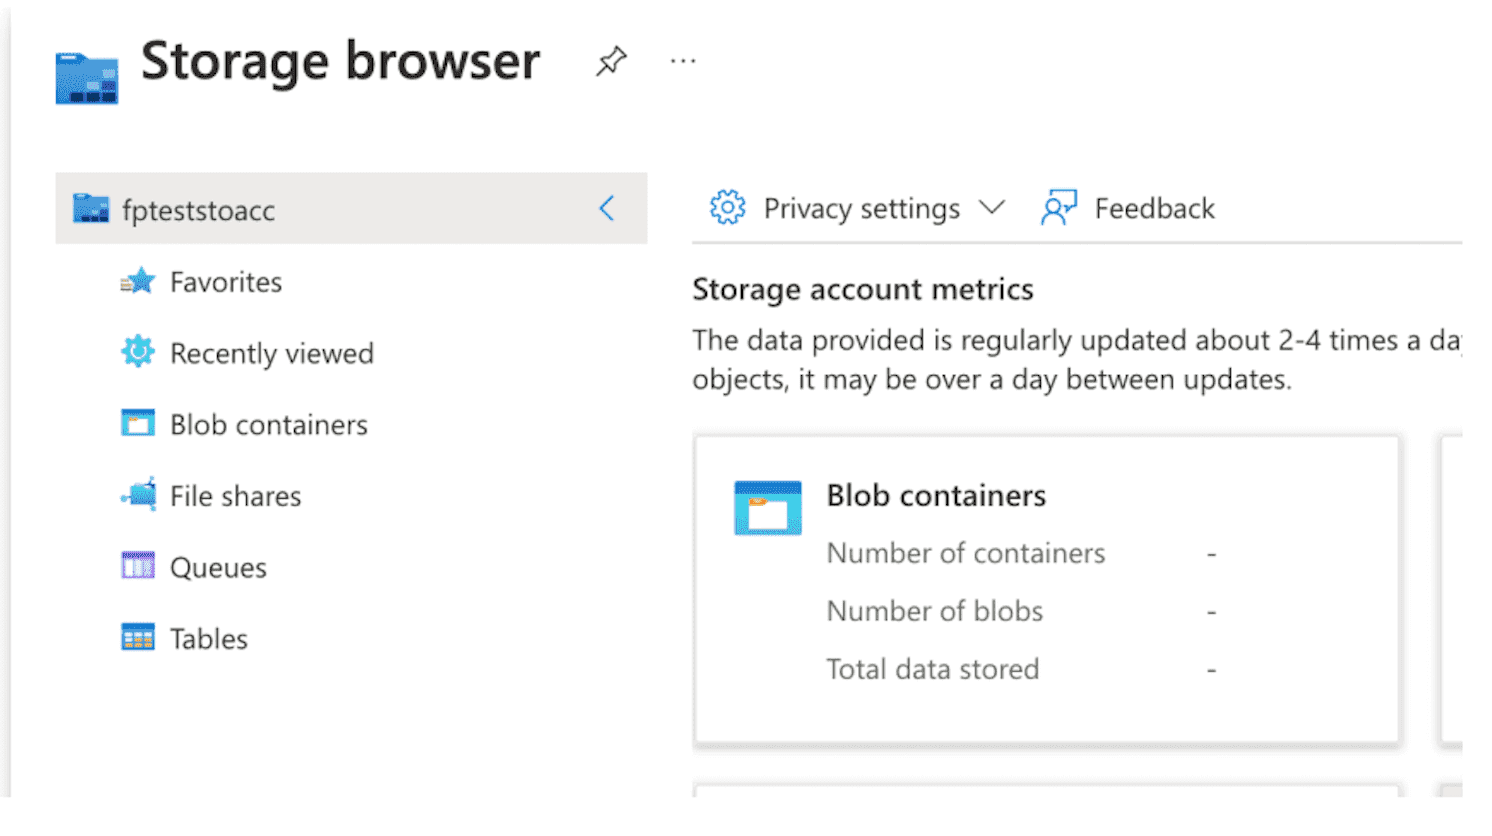 Storage browser
fpteststoacc
Favorites
Recently viewed
Blob containers
File shares
Queues
Tables
Privacy settings
Feedback
Storage account metrics
The data provided is regularly updated about 2-4 times a day
objects, it may be over a day between updates.
Blob containers
Number of containers -
Number of blobs -
Total data stored -